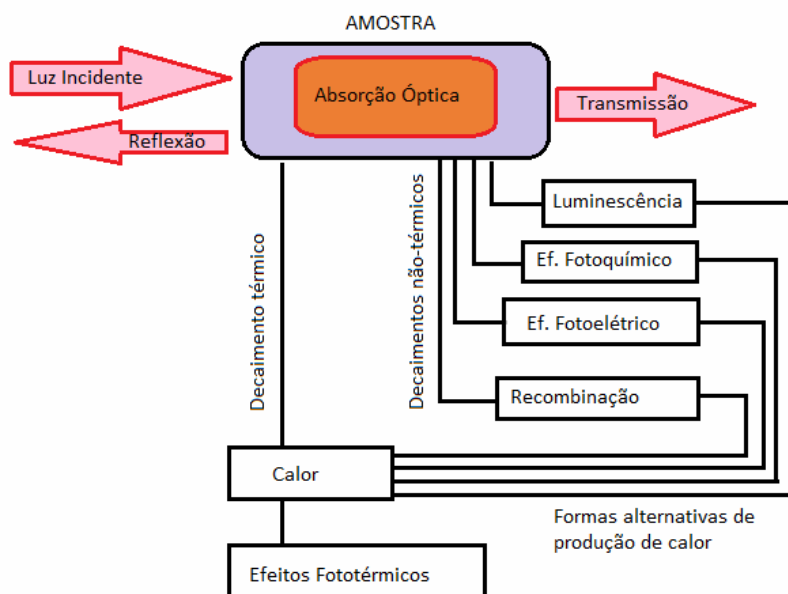 AMOSTRA
Luz Incidente
Absorção Óptica
Transmissão
Reflexão
Decaimento térmico
Decaimentos não-térmicos
Luminescência
Ef. Fotoquímico
Ef. Fotoelétrico
Recombinação
Calor
Formas alternativas de
produção de calor
Efeitos Fototérmicos